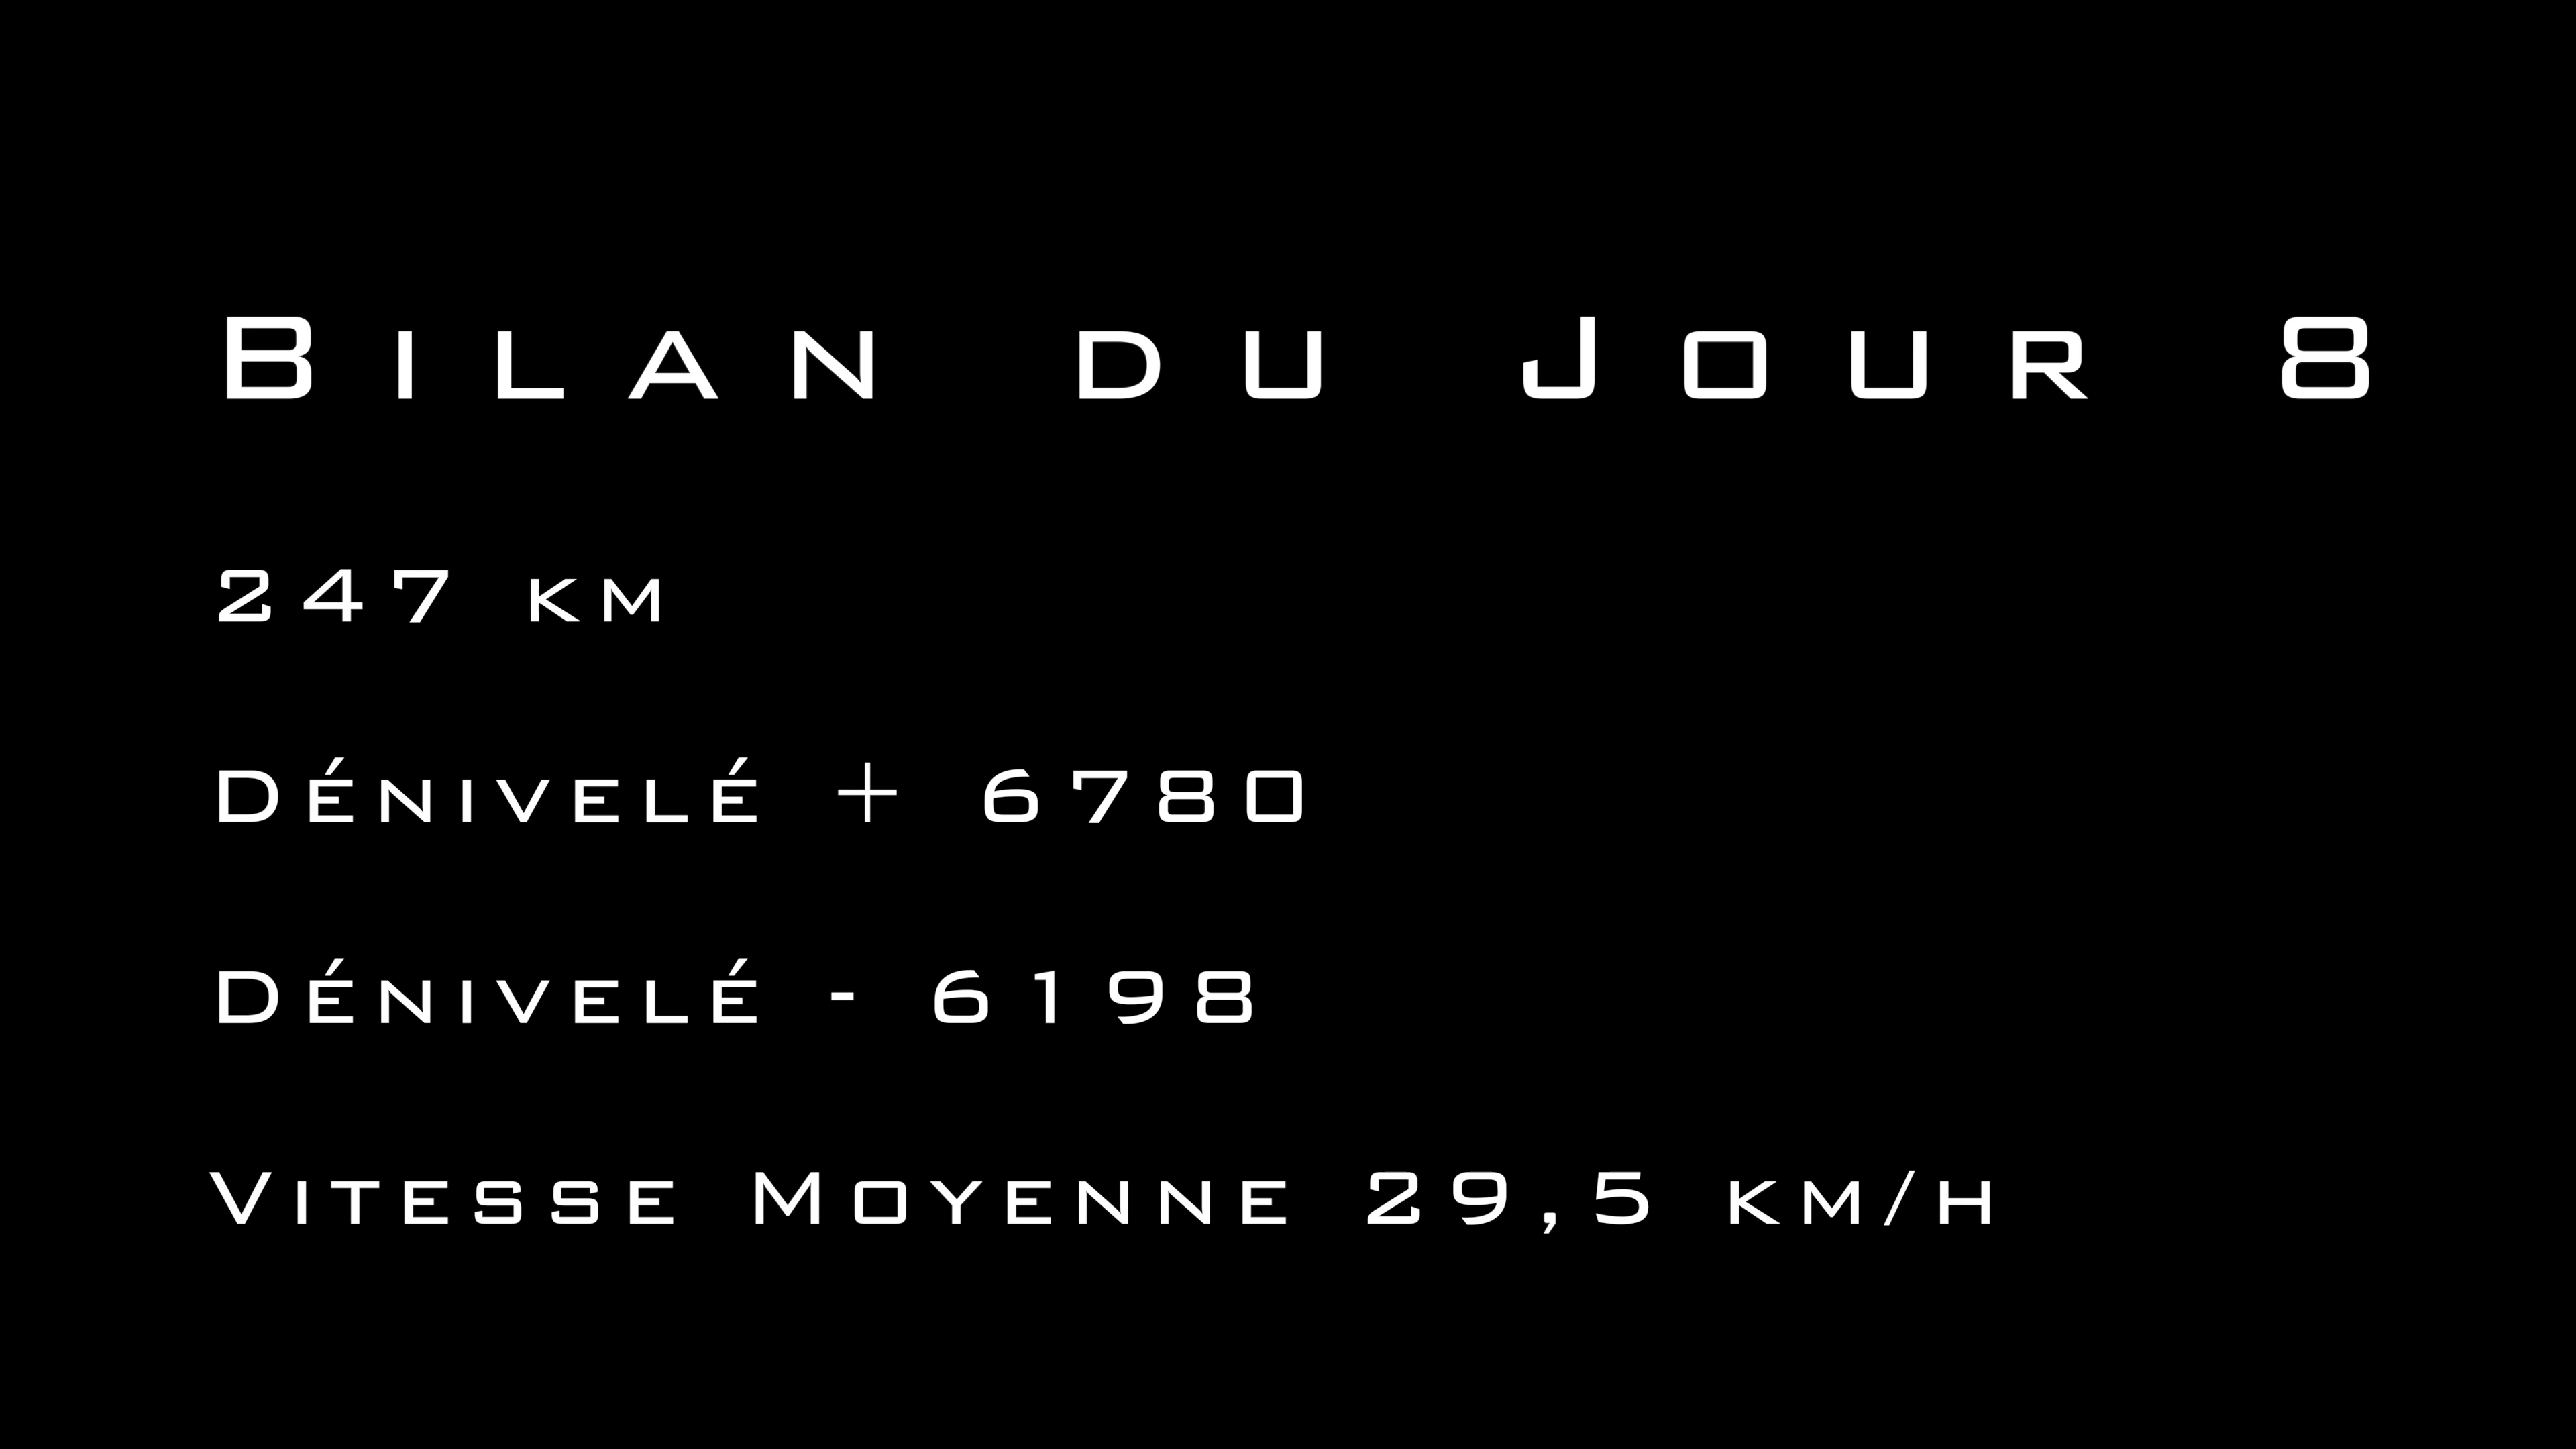 Bilan du Jour 8
247 km
Dénivelé + 6780
Dénivelé - 6198
Vitesse Moyenne 29,5 km/h